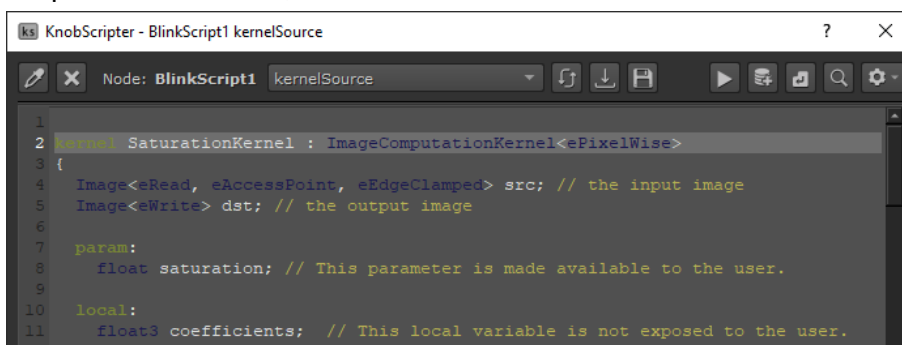 ks KnobScripter - BlinkScript1 kernelSource ? ×
Node: BlinkScript1 kernelSource
1
2 kernel SaturationKernel : ImageComputationKernel<ePixelWise>
3 {
4 Image<eRead, eAccessPoint, eEdgeClamped> src; // the input image
5 Image<eWrite> dst; // the output image
6
7 param:
8 float saturation; // This parameter is made available to the user.
9
10 local:
11 float3 coefficients; // This local variable is not exposed to the user.